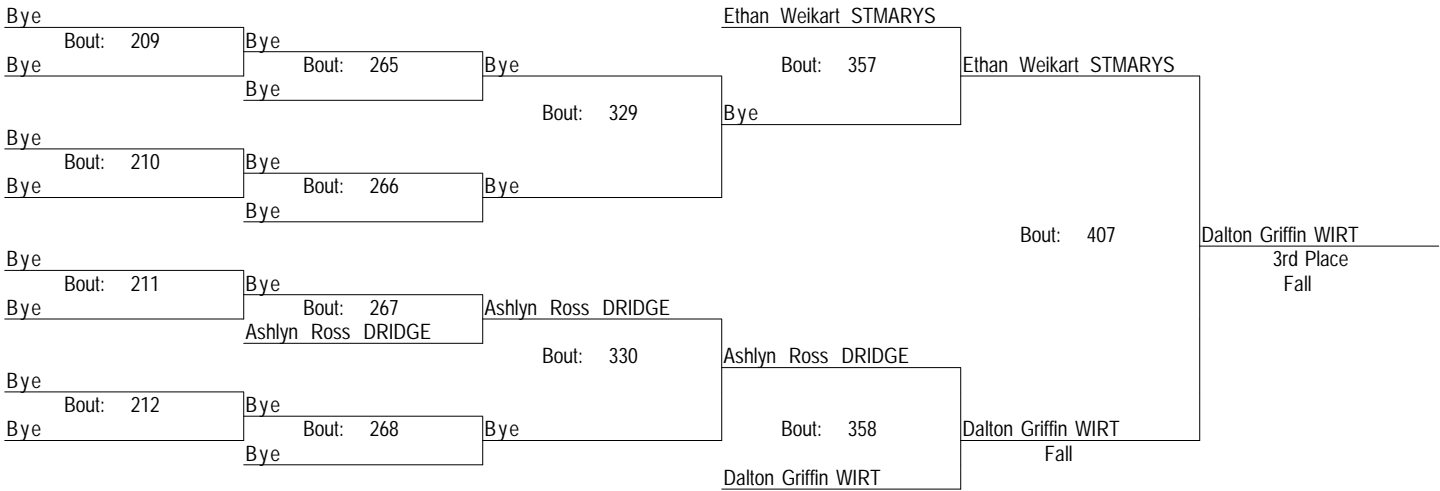 Bye
Bout: 209
Bye
Bye
Bout: 265
Bye
Bye
Bout: 329
Bye
Bout: 210
Bye
Bye
Bout: 266
Bye
Bye
Ethan Weikart STMARYS
Bout: 357
Bye
Ethan Weikart STMARYS
Bye
Bout: 211
Bye
Bye
Bout: 267
Ashlyn Ross DRIDGE
Ashlyn Ross DRIDGE
Bout: 330
Bye
Bout: 212
Bye
Bye
Bout: 268
Bye
Bye
Ashlyn Ross DRIDGE
Bout: 358
Dalton Griffin WIRT
Dalton Griffin WIRT
Fall
Bout: 407
Dalton Griffin WIRT
3rd Place
Fall